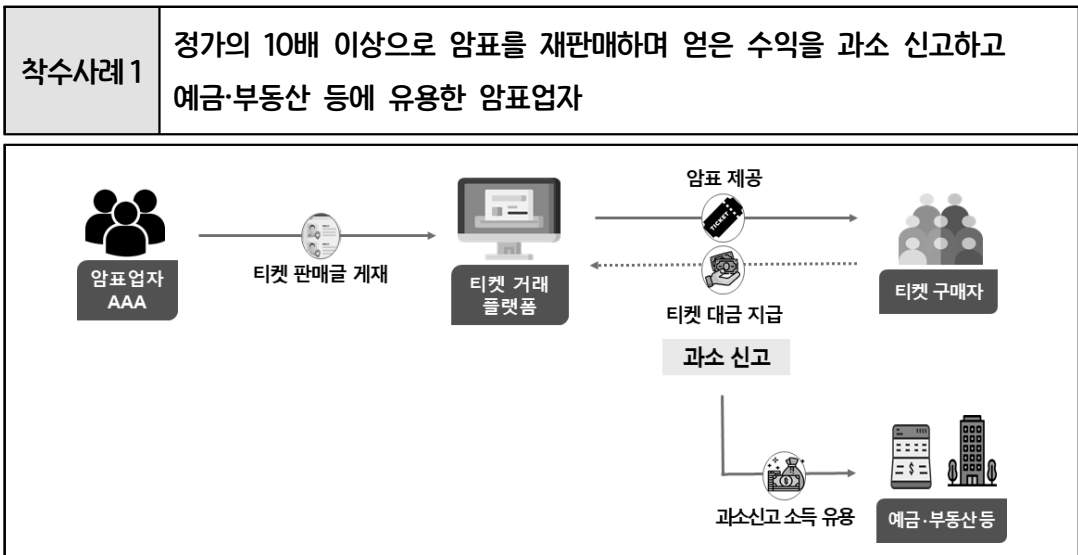 착수사례 1
정가의 10배 이상으로 암표를 재판매하며 얻은 수익을 과소 신고하고
예금·부동산 등에 유용한 암표업자
암표 제공
TICKET
암표업자
AAA
티켓 판매글 게재
티켓 거래
플랫폼
티켓 구매자
티켓 대금 지급
과소 신고
과소신고 소득 유용
예금·부동산 등